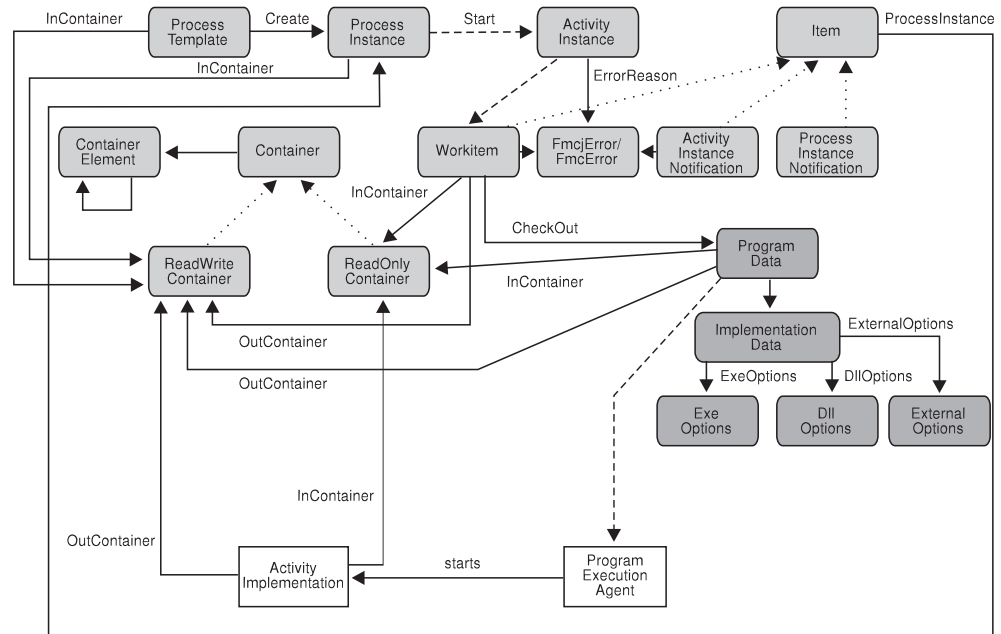 InContainer
Process
Template
Create
Process
Instance
Start
Activity
Instance
Item
ProcessInstance
InContainer
ErrorReason
Container
Element
Container
Workitem
FmcjError/
FmcError
Activity
Instance
Notification
Process
Instance
Notification
InContainer
CheckOut
ReadWrite
Container
ReadOnly
Container
Program
Data
InContainer
OutContainer
OutContainer
Implementation
Data
ExternalOptions
ExeOptions
DllOptions
Exe
Options
Dll
Options
External
Options
InContainer
OutContainer
Activity
Implementation
starts
Program
Execution
Agent